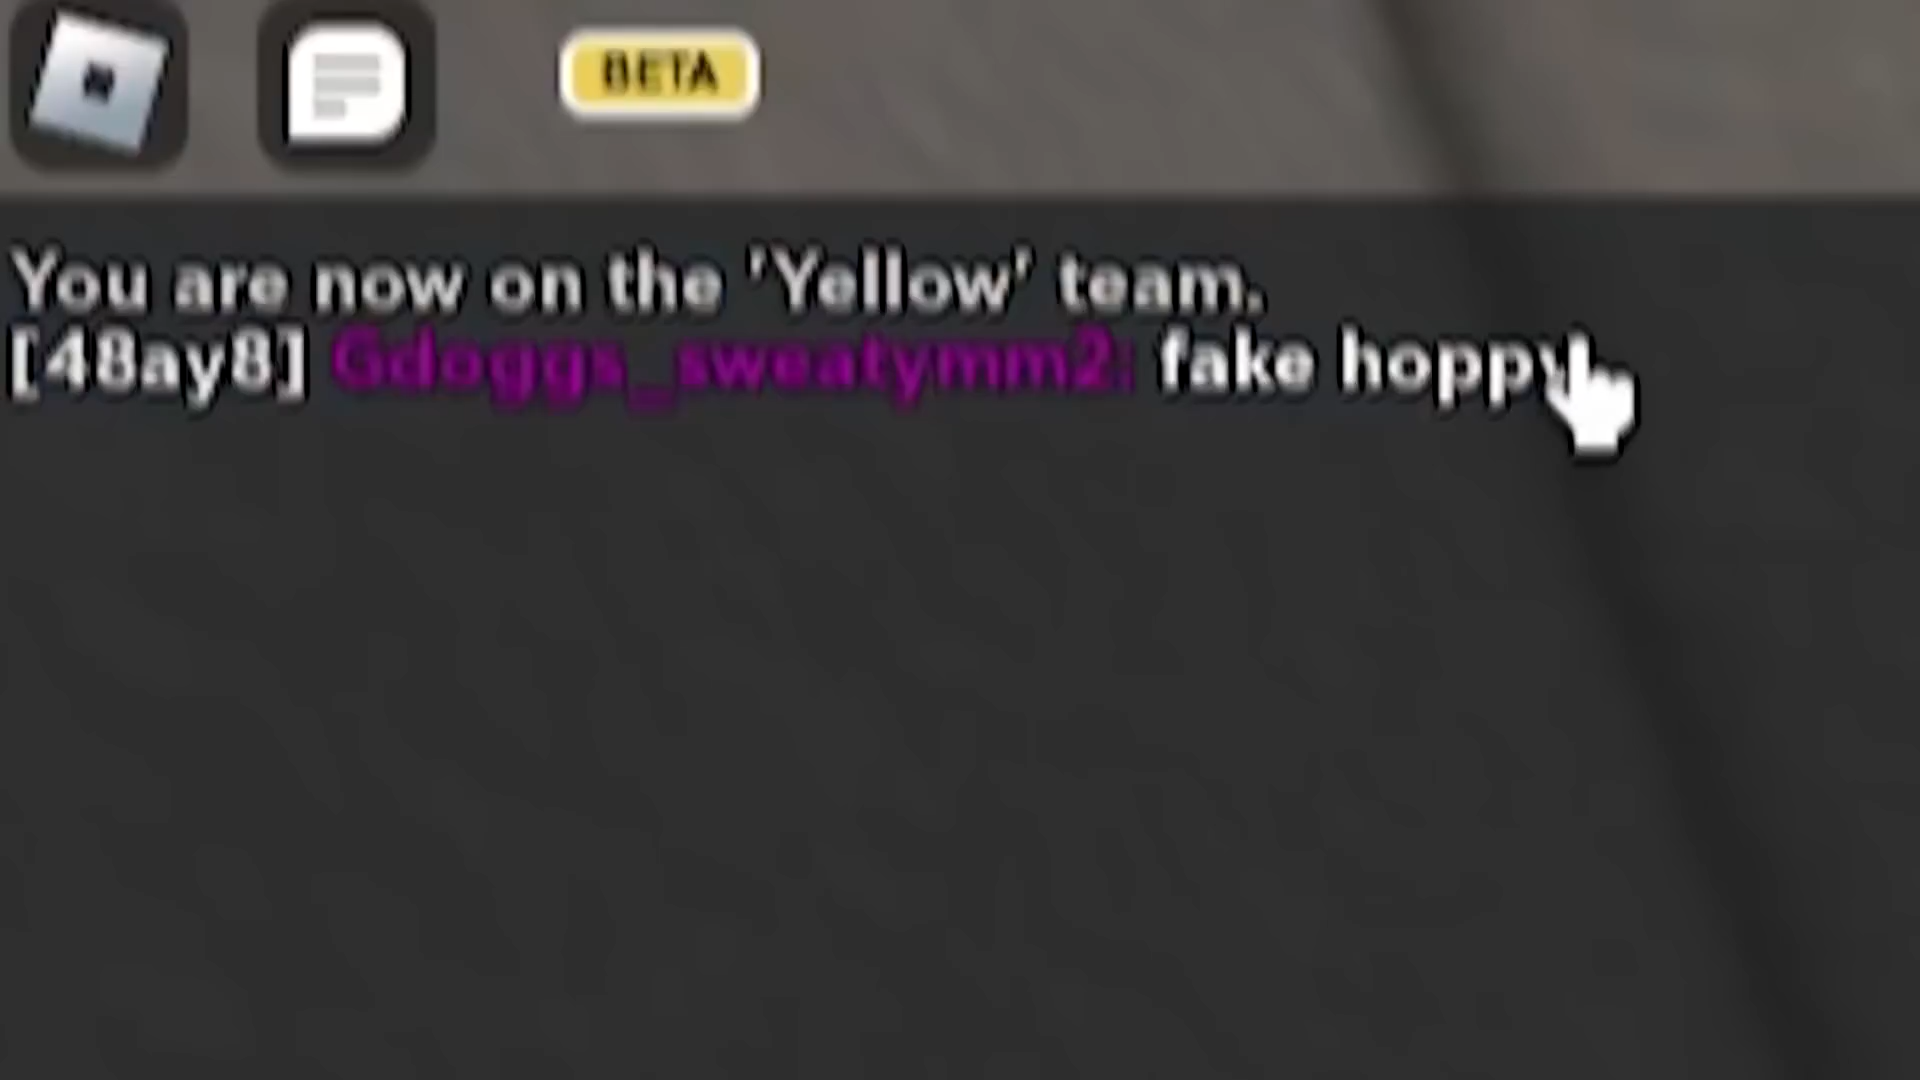 BETA
You are now on the 'Yellow' team.
[48ay8] Gdoggs_sweatymm2: fake hoppy